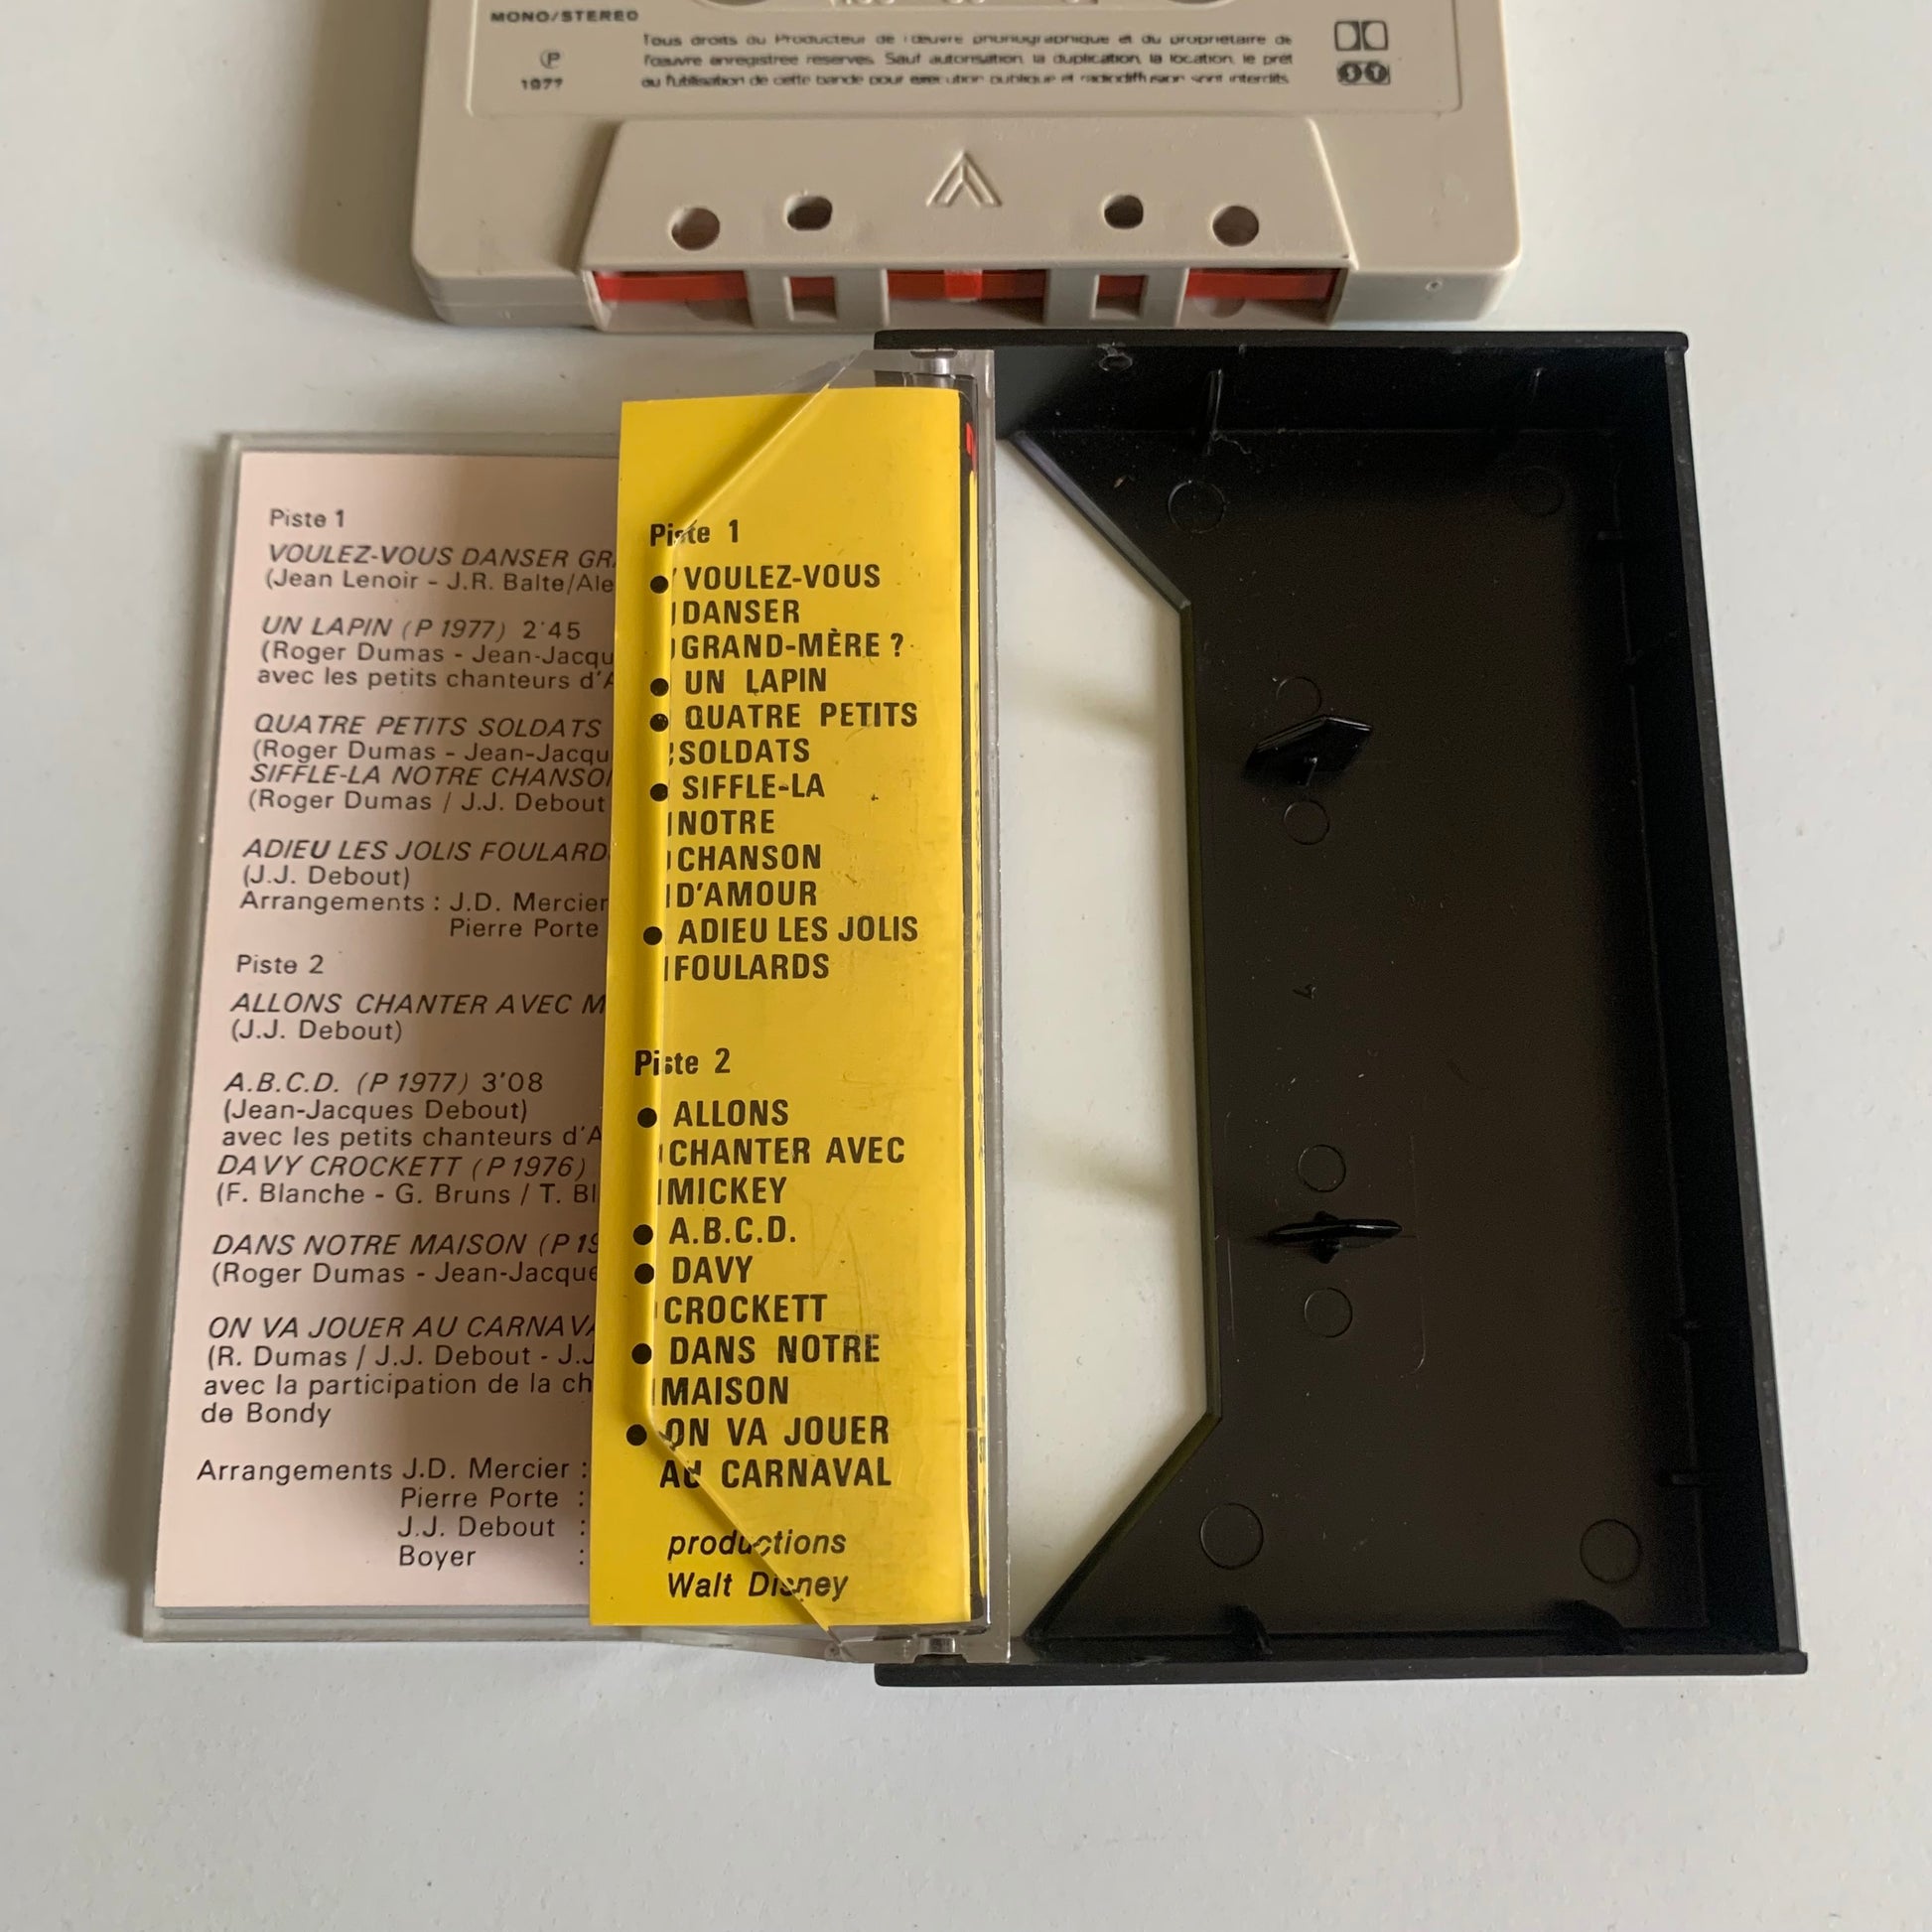 MONO/STEREO
℗
1977
Tous droits du Producteur de l'œuvre phonographique et du propriétaire de
l'œuvre enregistrée réservés. Sauf autorisation, la duplication, la location, le prêt
ou l'utilisation de cette bande pour exécution publique et radiodiffusion sont interdits.
Piste 1
VOULEZ-VOUS DANSER
(Jean Lenoir - J.R. Balte/
UN LAPIN (P 1977) 2'45
(Roger Dumas - Jean-Jacqu
avec les petits chanteurs d'A
QUATRE PETITS SOLDATS
(Roger Dumas - Jean-Jacqu
SIFFLE-LA NOTRE CHANSO
(Roger Dumas / J.J. Debout
ADIEU LES JOLIS FOULARD
(J.J. Debout)
Arrangements : J.D. Mercier
Pierre Porte
Piste 2
ALLONS CHANTER AVEC M
(J.J. Debout)
A.B.C.D. (P 1977) 3'08
(Jean-Jacques Debout)
avec les petits chanteurs d'A
DAVY CROCKETT (P 1976)
(F. Blanche - G. Bruns / T. Bl
DANS NOTRE MAISON (P 19
(Roger Dumas - Jean-Jacque
ON VA JOUER AU CARNAVA
(R. Dumas / J.J. Debout - J.J
avec la participation de la ch
de Bondy
Arrangements J.D. Mercier :
Pierre Porte :
J.J. Debout :
Boyer :
Piste 1
● VOULEZ-VOUS
DANSER
GRAND-MÈRE ?
● UN LAPIN
● QUATRE PETITS
SOLDATS
● SIFFLE-LA
NOTRE
CHANSON
D'AMOUR
● ADIEU LES JOLIS
FOULARDS
Piste 2
● ALLONS
CHANTER AVEC
MICKEY
● A.B.C.D.
● DAVY
CROCKETT
● DANS NOTRE
MAISON
● ON VA JOUER
AU CARNAVAL
productions
Walt Disney
4